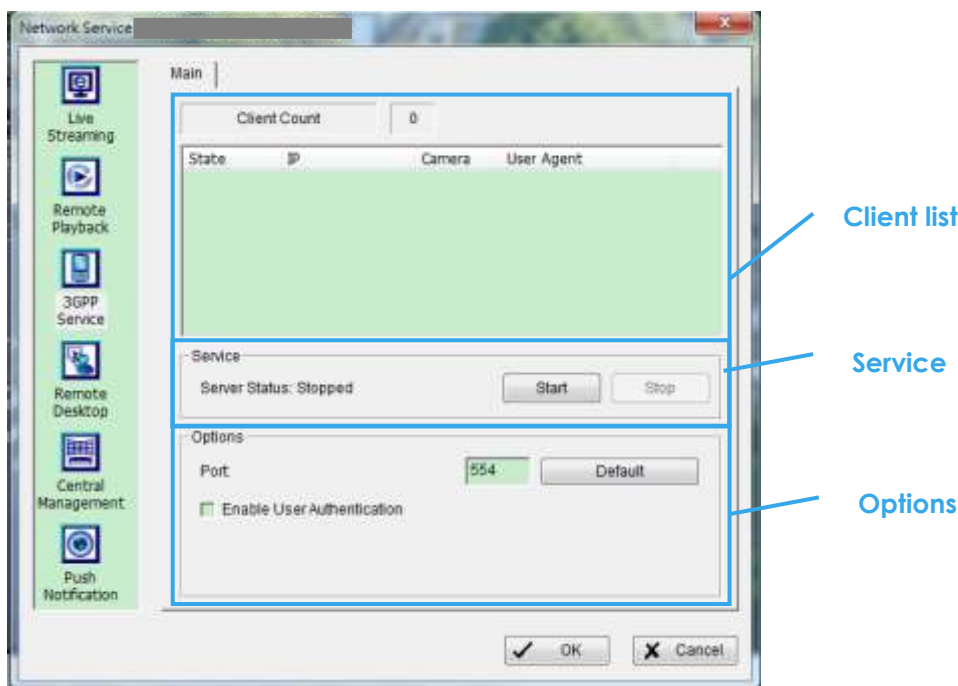 Network Service
Live
Streaming
Remote
Playback
3GPP
Service
Remote
Desktop
Central
Management
Push
Notification
Main
Client Count 0
State IP Camera User Agent
Service
Server Status: Stopped Start Stop
Options
Port 554 Default
Enable User Authentication
OK Cancel
Client list
Service
Options